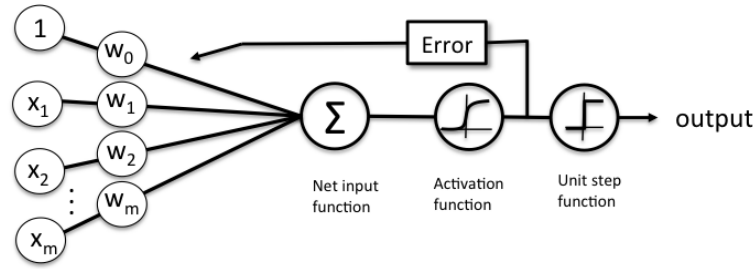 1
w0
Error
x1
w1
Σ
output
x2
w2
⋮
wm
xm
Net input
function
Activation
function
Unit step
function